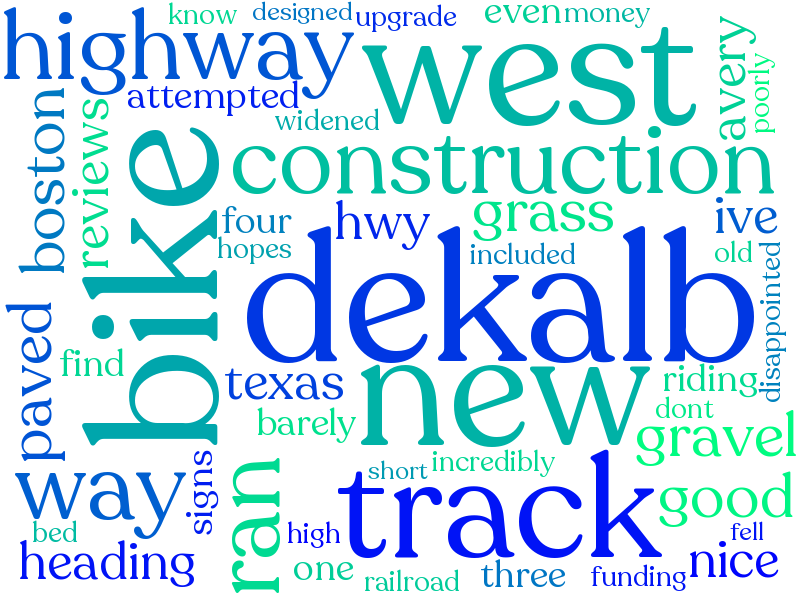 know
designed
upgrade
even
money
highway
west
avery
poorly
attempted
widened
boston
reviews
bike
construction
four
hwy
grass
ive
hopes
included
old
dekalb
disappointed
paved
find
texas
new
riding
barely
dont
gravel
way
signs
ran
short
incredibly
track
good
bed
high
fell
heading
one
railroad
three
funding
nice